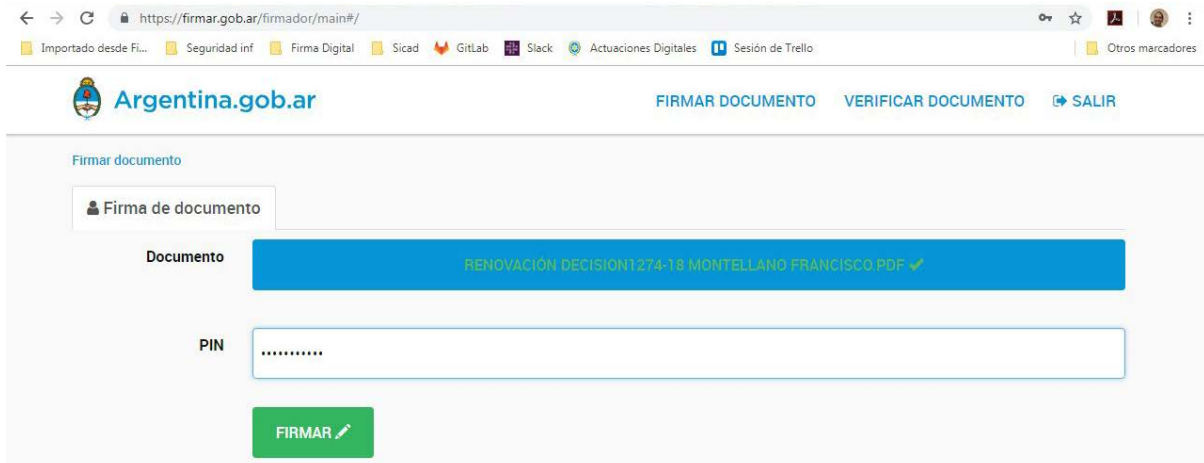 https://firmar.gob.ar/firmador/main#/
Importado desde Fi... Seguridad inf Firma Digital Sicad GitLab Slack Actuaciones Digitales Sesión de Trello Otros marcadores
Argentina.gob.ar FIRMAR DOCUMENTO VERIFICAR DOCUMENTO SALIR
Firmar documento
Firma de documento
Documento RENOVACIÓN DECISION1274-18 MONTELLANO FRANCISCO.PDF ✔
PIN •••••••••••
FIRMAR